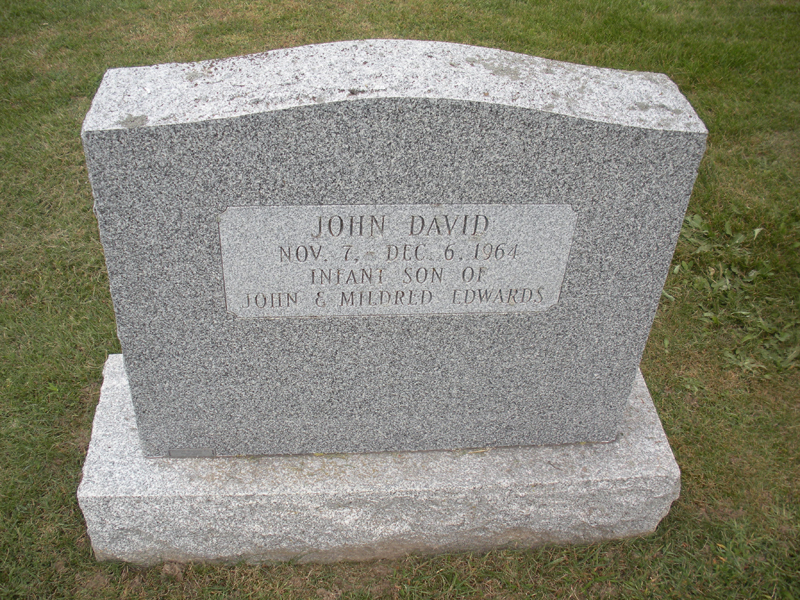 JOHN DAVID
NOV. 7, - DEC. 6, 1964
INFANT SON OF
JOHN & MILDRED EDWARDS